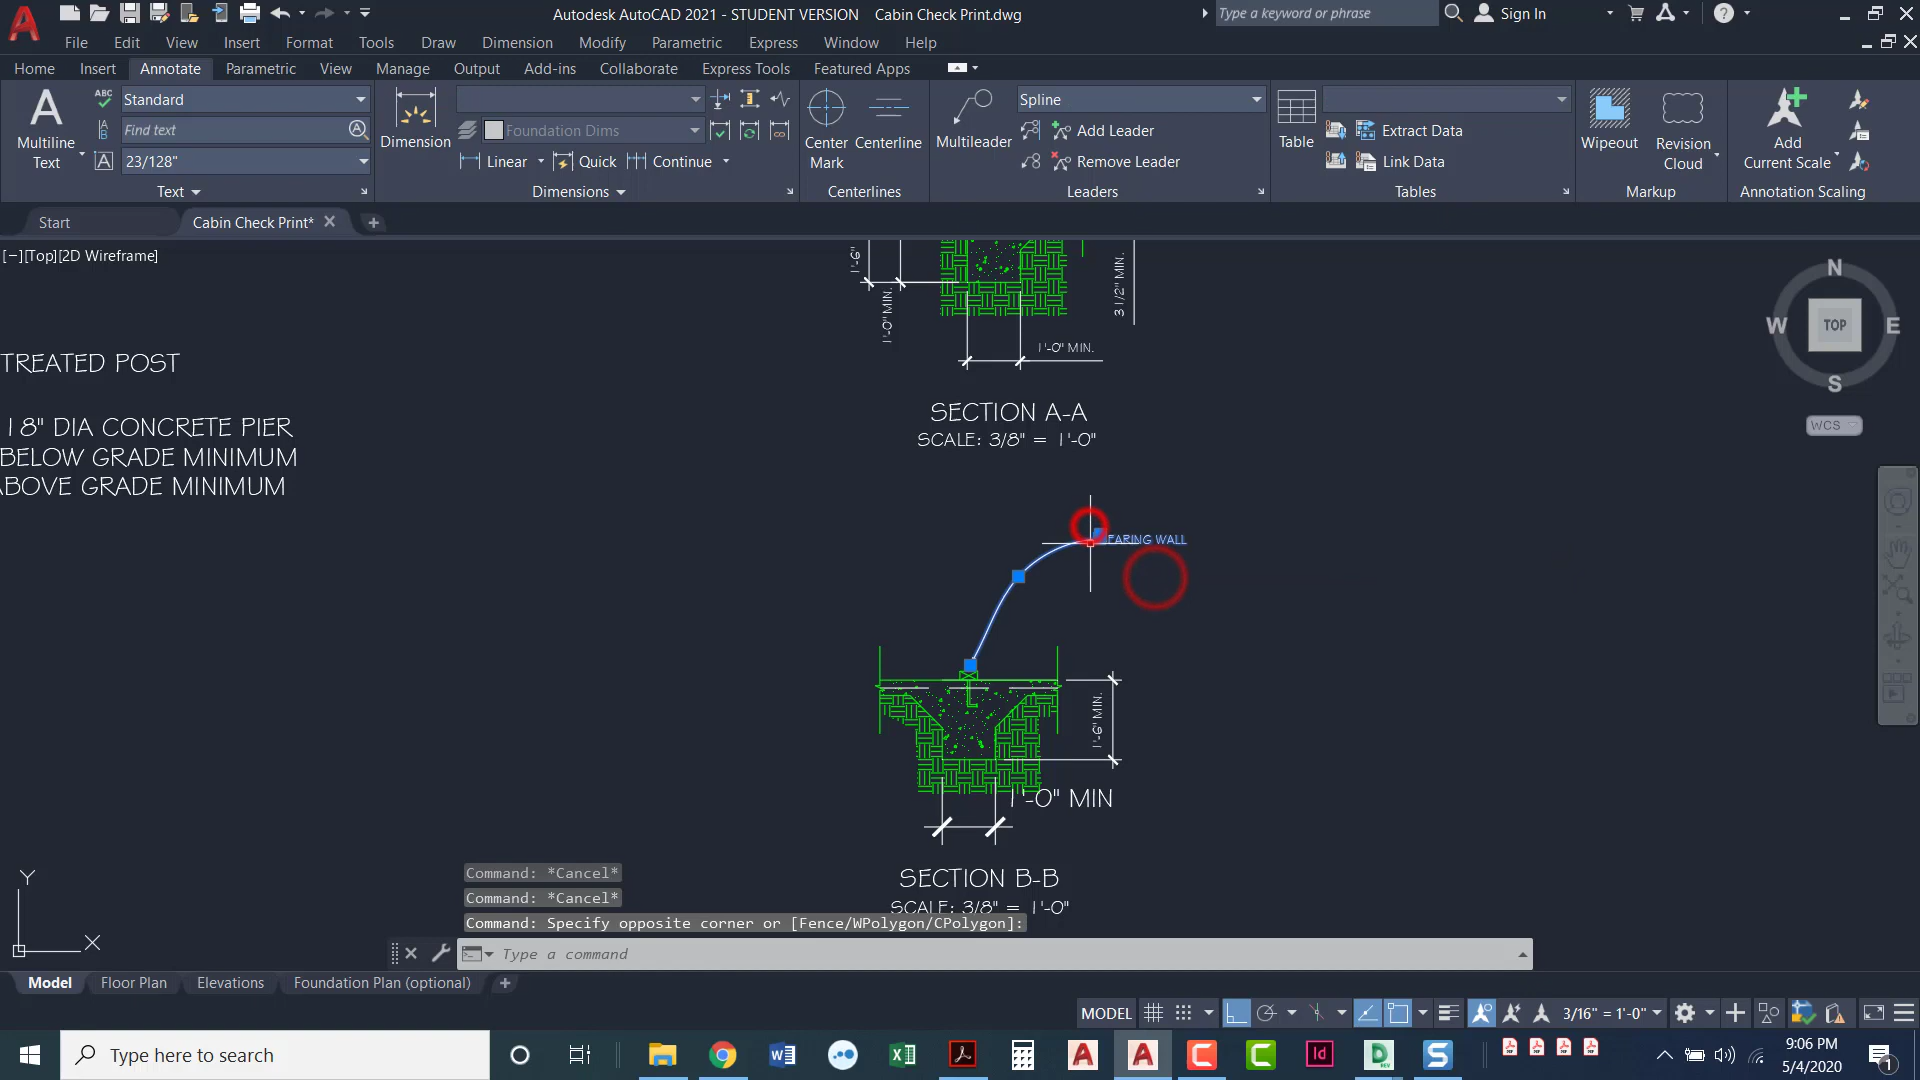 Autodesk AutoCAD 2021 - STUDENT VERSION Cabin Check Print.dwg
Type a keyword or phrase
Sign In
File Edit View Insert Format Tools Draw Dimension Modify Parametric Express Window Help
Home Insert Annotate Parametric View Manage Output Add-ins Collaborate Express Tools Featured Apps
A
Multiline
Text
ABC
Standard
Find text
23/128"
Text
Dimension
Foundation Dims
Linear
Quick
Continue
Dimensions
Center
Mark
Centerline
Centerlines
Multileader
Spline
Add Leader
Remove Leader
Leaders
Table
Extract Data
Link Data
Tables
Wipeout
Revision
Cloud
Markup
Add
Current Scale
Annotation Scaling
Start
Cabin Check Print*
[−][Top][2D Wireframe]
N
W
TOP
E
S
WCS
1'-6"
1'-0" MIN.
3 1/2" MIN.
1'-0" MIN.
TREATED POST
18" DIA CONCRETE PIER
BELOW GRADE MINIMUM
ABOVE GRADE MINIMUM
SECTION A-A
SCALE: 3/8" = 1'-0"
EARING WALL
1'-6" MIN.
1'-0" MIN
SECTION B-B
SCALE: 3/8" = 1'-0"
Y
X
Command: *Cancel*
Command: *Cancel*
Command: Specify opposite corner or [Fence/WPolygon/CPolygon]:
Type a command
Model Floor Plan Elevations Foundation Plan (optional)
MODEL
3/16" = 1'-0"
Type here to search
9:06 PM
5/4/2020
1